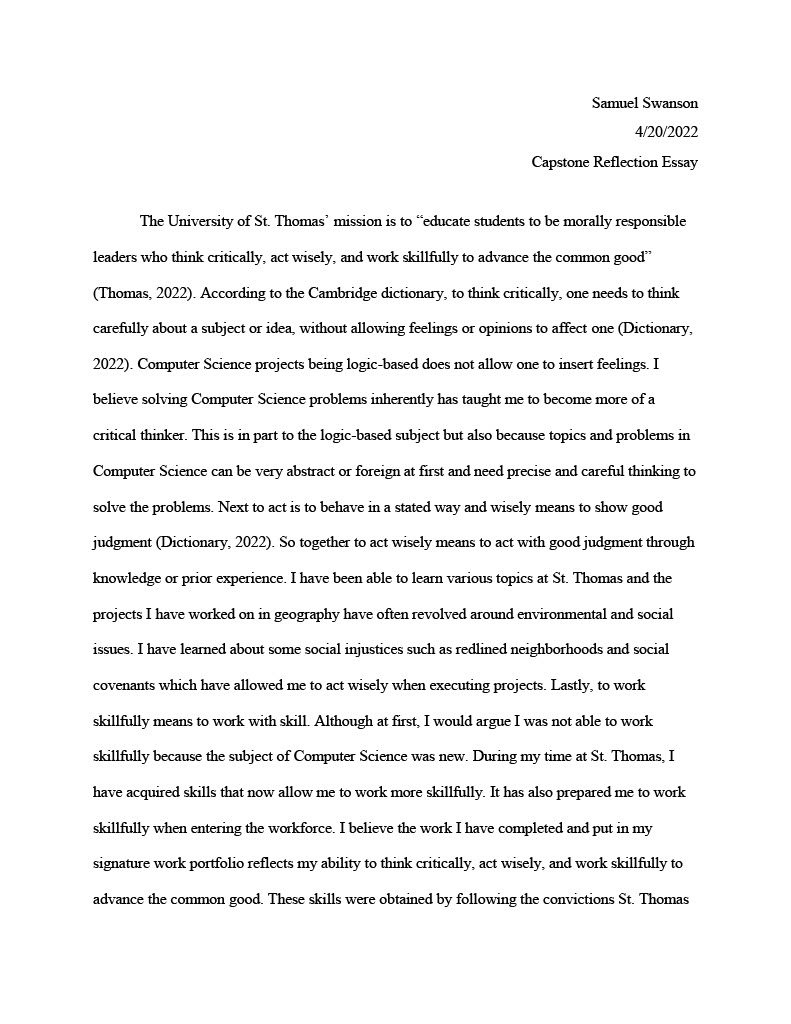 Samuel Swanson
4/20/2022
Capstone Reflection Essay
The University of St. Thomas’ mission is to “educate students to be morally responsible
leaders who think critically, act wisely, and work skillfully to advance the common good”
(Thomas, 2022). According to the Cambridge dictionary, to think critically, one needs to think
carefully about a subject or idea, without allowing feelings or opinions to affect one (Dictionary,
2022). Computer Science projects being logic-based does not allow one to insert feelings. I
believe solving Computer Science problems inherently has taught me to become more of a
critical thinker. This is in part to the logic-based subject but also because topics and problems in
Computer Science can be very abstract or foreign at first and need precise and careful thinking to
solve the problems. Next to act is to behave in a stated way and wisely means to show good
judgment (Dictionary, 2022). So together to act wisely means to act with good judgment through
knowledge or prior experience. I have been able to learn various topics at St. Thomas and the
projects I have worked on in geography have often revolved around environmental and social
issues. I have learned about some social injustices such as redlined neighborhoods and social
covenants which have allowed me to act wisely when executing projects. Lastly, to work
skillfully means to work with skill. Although at first, I would argue I was not able to work
skillfully because the subject of Computer Science was new. During my time at St. Thomas, I
have acquired skills that now allow me to work more skillfully. It has also prepared me to work
skillfully when entering the workforce. I believe the work I have completed and put in my
signature work portfolio reflects my ability to think critically, act wisely, and work skillfully to
advance the common good. These skills were obtained by following the convictions St. Thomas